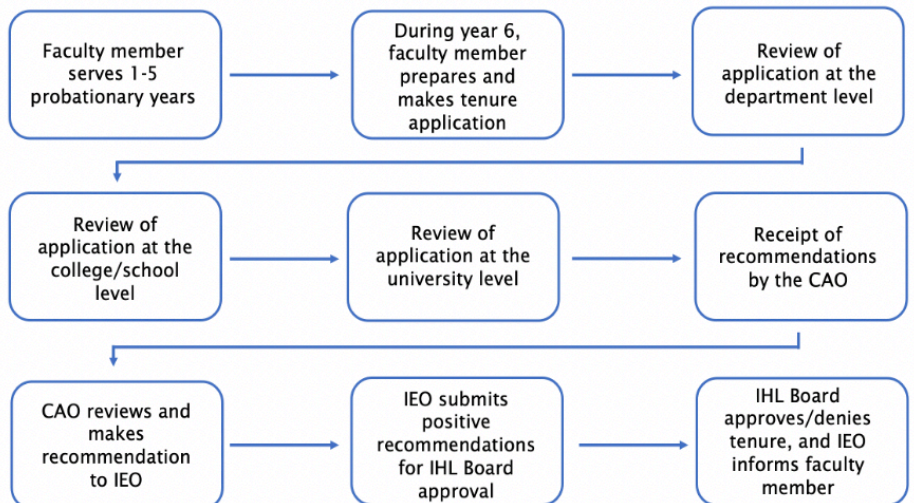 Faculty member
serves 1-5
probationary years
During year 6,
faculty member
prepares and
makes tenure
application
Review of
application at the
department level
Review of
application at the
college/school
level
Review of
application at the
university level
Receipt of
recommendations
by the CAO
CAO reviews and
makes
recommendation
to IEO
IEO submits
positive
recommendations
for IHL Board
approval
IHL Board
approves/denies
tenure, and IEO
informs faculty
member